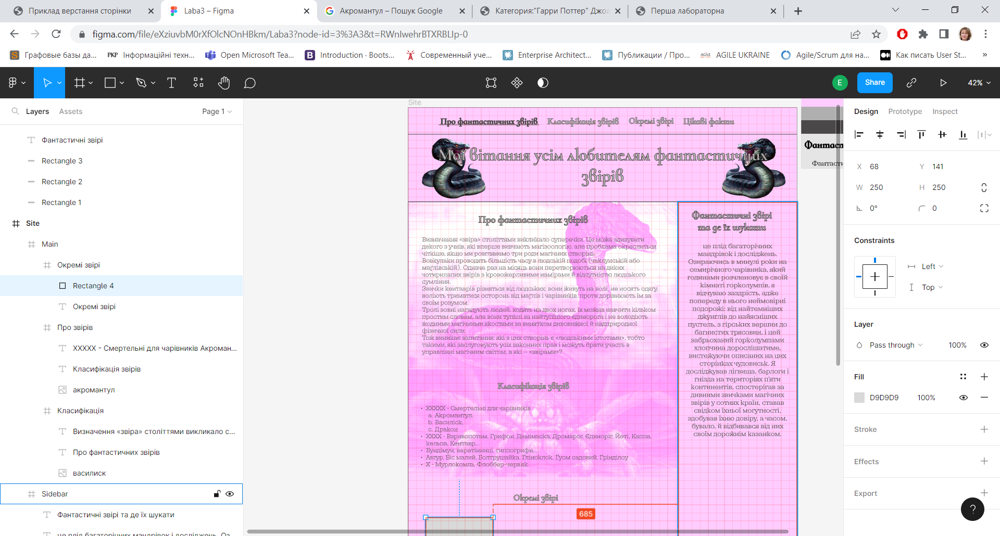 Приклад верстання сторінки
Laba3 – Figma
Акромантул – Пошук Google
Категория:"Гарри Поттер" Джоа
Перша лабораторна
figma.com/file/eXziuvbM0rXfOlcNOnHBkm/Laba3?node-id=3%3A3&t=RWnIwehrBTXRBLIp-0
Графовые базы да...
PKP Інформаційні техн...
Open Microsoft Tea...
Introduction · Boots...
Современный уче...
Enterprise Architect...
Публикации / Про...
AGILE UKRAINE
Agile/Scrum для на...
Как писать User St...
»
E
Share
42%
Layers
Assets
Page 1
Фантастичні звірі
Rectangle 3
Rectangle 2
Rectangle 1
Site
Main
Окремі звірі
Rectangle 4
Окремі звірі
Про звірів
XXXXX - Смертельні для чарівників Акроман...
Класифікація звірів
акромантул
Класифікація
Визначення «звіра» століттями викликало с...
Про фантастичних звірів
василиск
Sidebar
Фантастичні звірі та де їх шукати
це плід багаторічних мандрівок і досліджень. Оз
Site
Про фантастичних звірів
Класифікація звірів
Окремі звірі
Цікаві факти
Мої вітання усім любителям фантастичних
звірів
Про фантастичних звірів
Визначення «звіра» століттями викликало суперечки. Це може здивувати
декого з учнів, які вперше вивчають магізоологію, але проблема окреслиться
чіткіше, якщо ми розглянемо три роди магічних створінь.
Вовкулаки проводять більшість часу в людській подобі (чаклунській або
маґлівській). Одначе раз на місяць вони перетворюються на диких
чотирилапих звірів з кровожерливими намірами й відсутністю людського
сумління.
Звички кентаврів різняться від людських: вони живуть на волі, не носять одягу,
воліють триматися осторонь від маґлів і чарівників, проте дорівнюють їм за
своїм розумом.
Тролі зовні нагадують людей, ходять на двох ногах, їх можна навчити кільком
простим словам, але вони тупіші за найтупішого єдинорога і не володіють
жодними магічними якостями за винятком дивовижної й надприродної
фізичної сили.
Тож виникає запитання: які з цих створінь є «людськими істотами», тобто
такими, які заслуговують усіх законних прав і можуть брати участь в
управлінні магічним світом, а які – «звірами»?
Класифікація звірів
• XXXXX - Смертельні для чарівників
a. Акромантул,
b. Василіск,
c. Дракон
• XXXX - Взривопотам, Грифон, Демімаска, Дромарог, Єдиноріг, Йеті, Каппа,
кельпа, Кентавр,...
• Бундімун, веретінниці, гиппогрифе,...
• Авгур, Біс малий, Болтрушайка, Гліноклок, Гуом садовий, Грінділоу
• X - Мурлокомль, Флоббер-черв'як.
Окремі звірі
685
Фантастичні звірі
та де їх шукати
це плід багаторічних
мандрівок і досліджень.
Озираючись в минулі роки на
семирічного чарівника, який
годинами розчленовує в своїй
кімнаті горколумпів, я
відчуваю заздрість, адже
попереду в нього неймовірні
подорожі: від найтемніших
джунглів до найясніших
пустель, з гірських вершин до
багнистих трясовин, і цей
забрьоханий горколумпами
хлопчина дорослішатиме,
вистежуючи описаних на цих
сторінках чудовиськ. Я
досліджував лігвища, барлоги і
гнізда на територіях п'яти
континентів, спостерігав за
дивними звичками магічних
звірів у сотнях країн, ставав
свідком їхньої могутності,
здобував їхню довіру, а часом,
бувало, й відбивався від них
своїм дорожнім казанком.
Фантаст
Фантасти
Design
Prototype
Inspect
X 68
Y 141
W 250
H 250
0°
0
Constraints
Left
Top
Layer
Pass through
100%
Fill
D9D9D9
100%
Stroke
Effects
Export
?